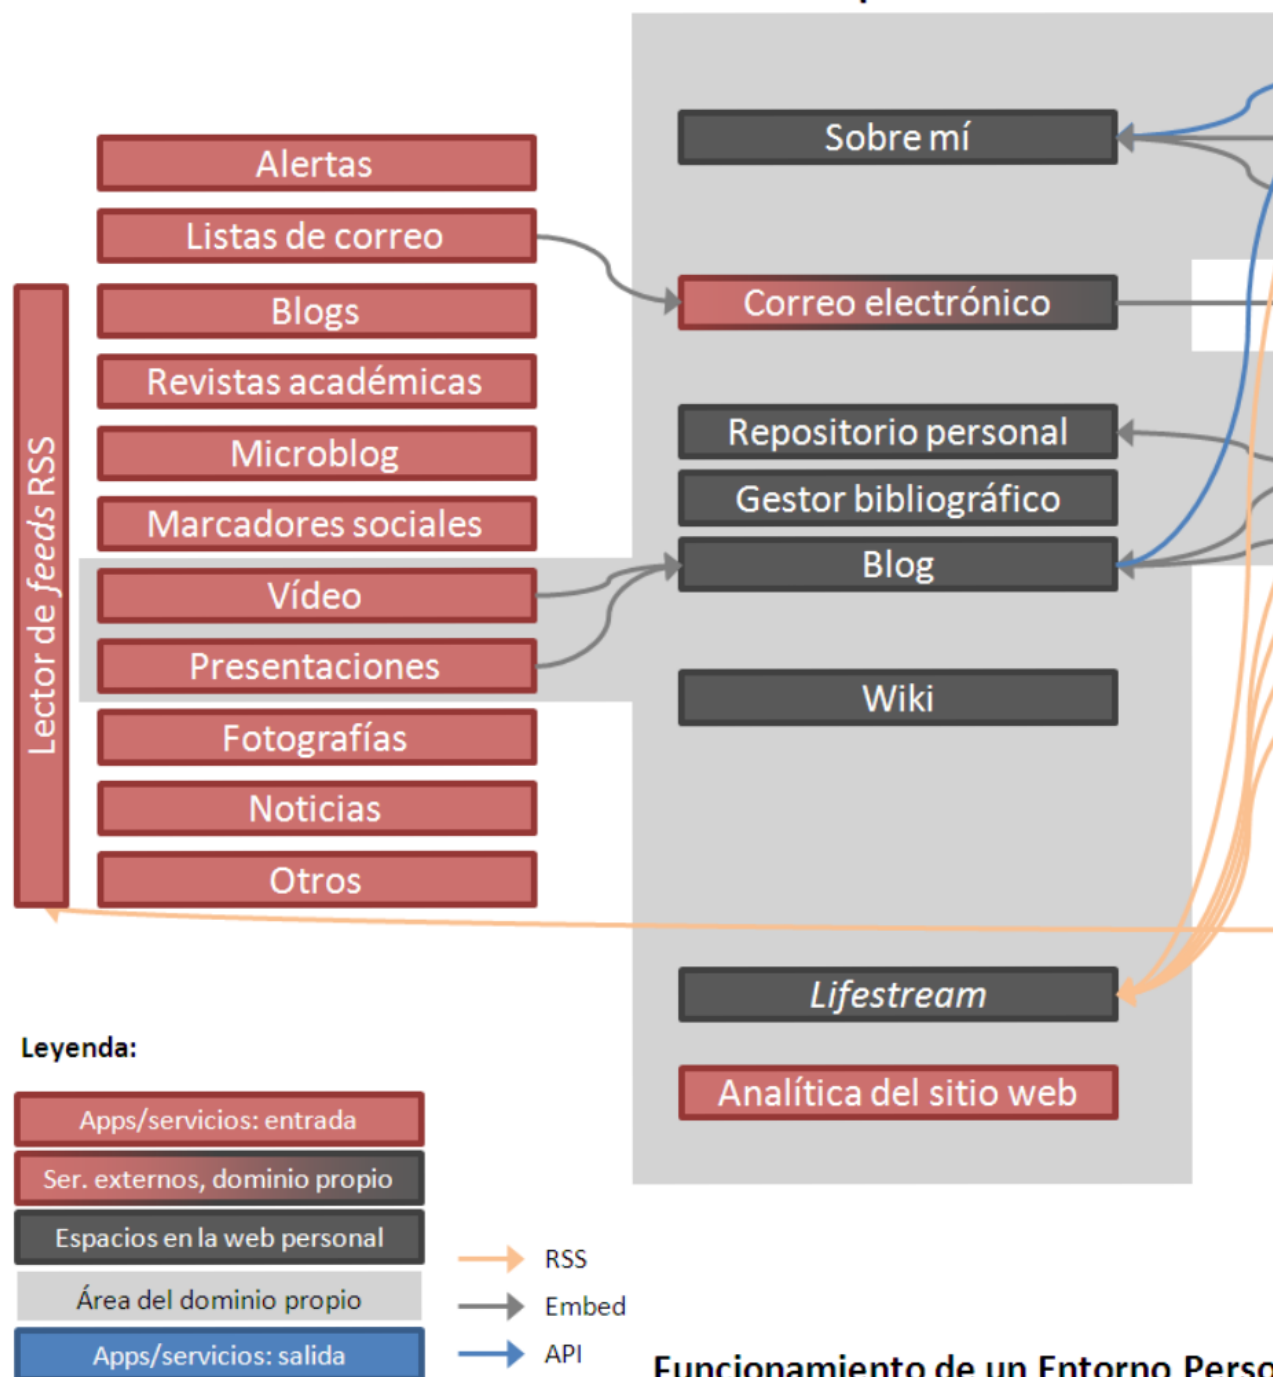 Sobre mí
Alertas
Listas de correo
Correo electrónico
Blogs
Revistas académicas
Microblog
Marcadores sociales
Vídeo
Presentaciones
Fotografías
Noticias
Otros
Lector de feeds RSS
Repositorio personal
Gestor bibliográfico
Blog
Wiki
Lifestream
Analítica del sitio web
Leyenda:
Apps/servicios: entrada
Ser. externos, dominio propio
Espacios en la web personal
Área del dominio propio
Apps/servicios: salida
RSS
Embed
API
Funcionamiento de un Entorno Perso